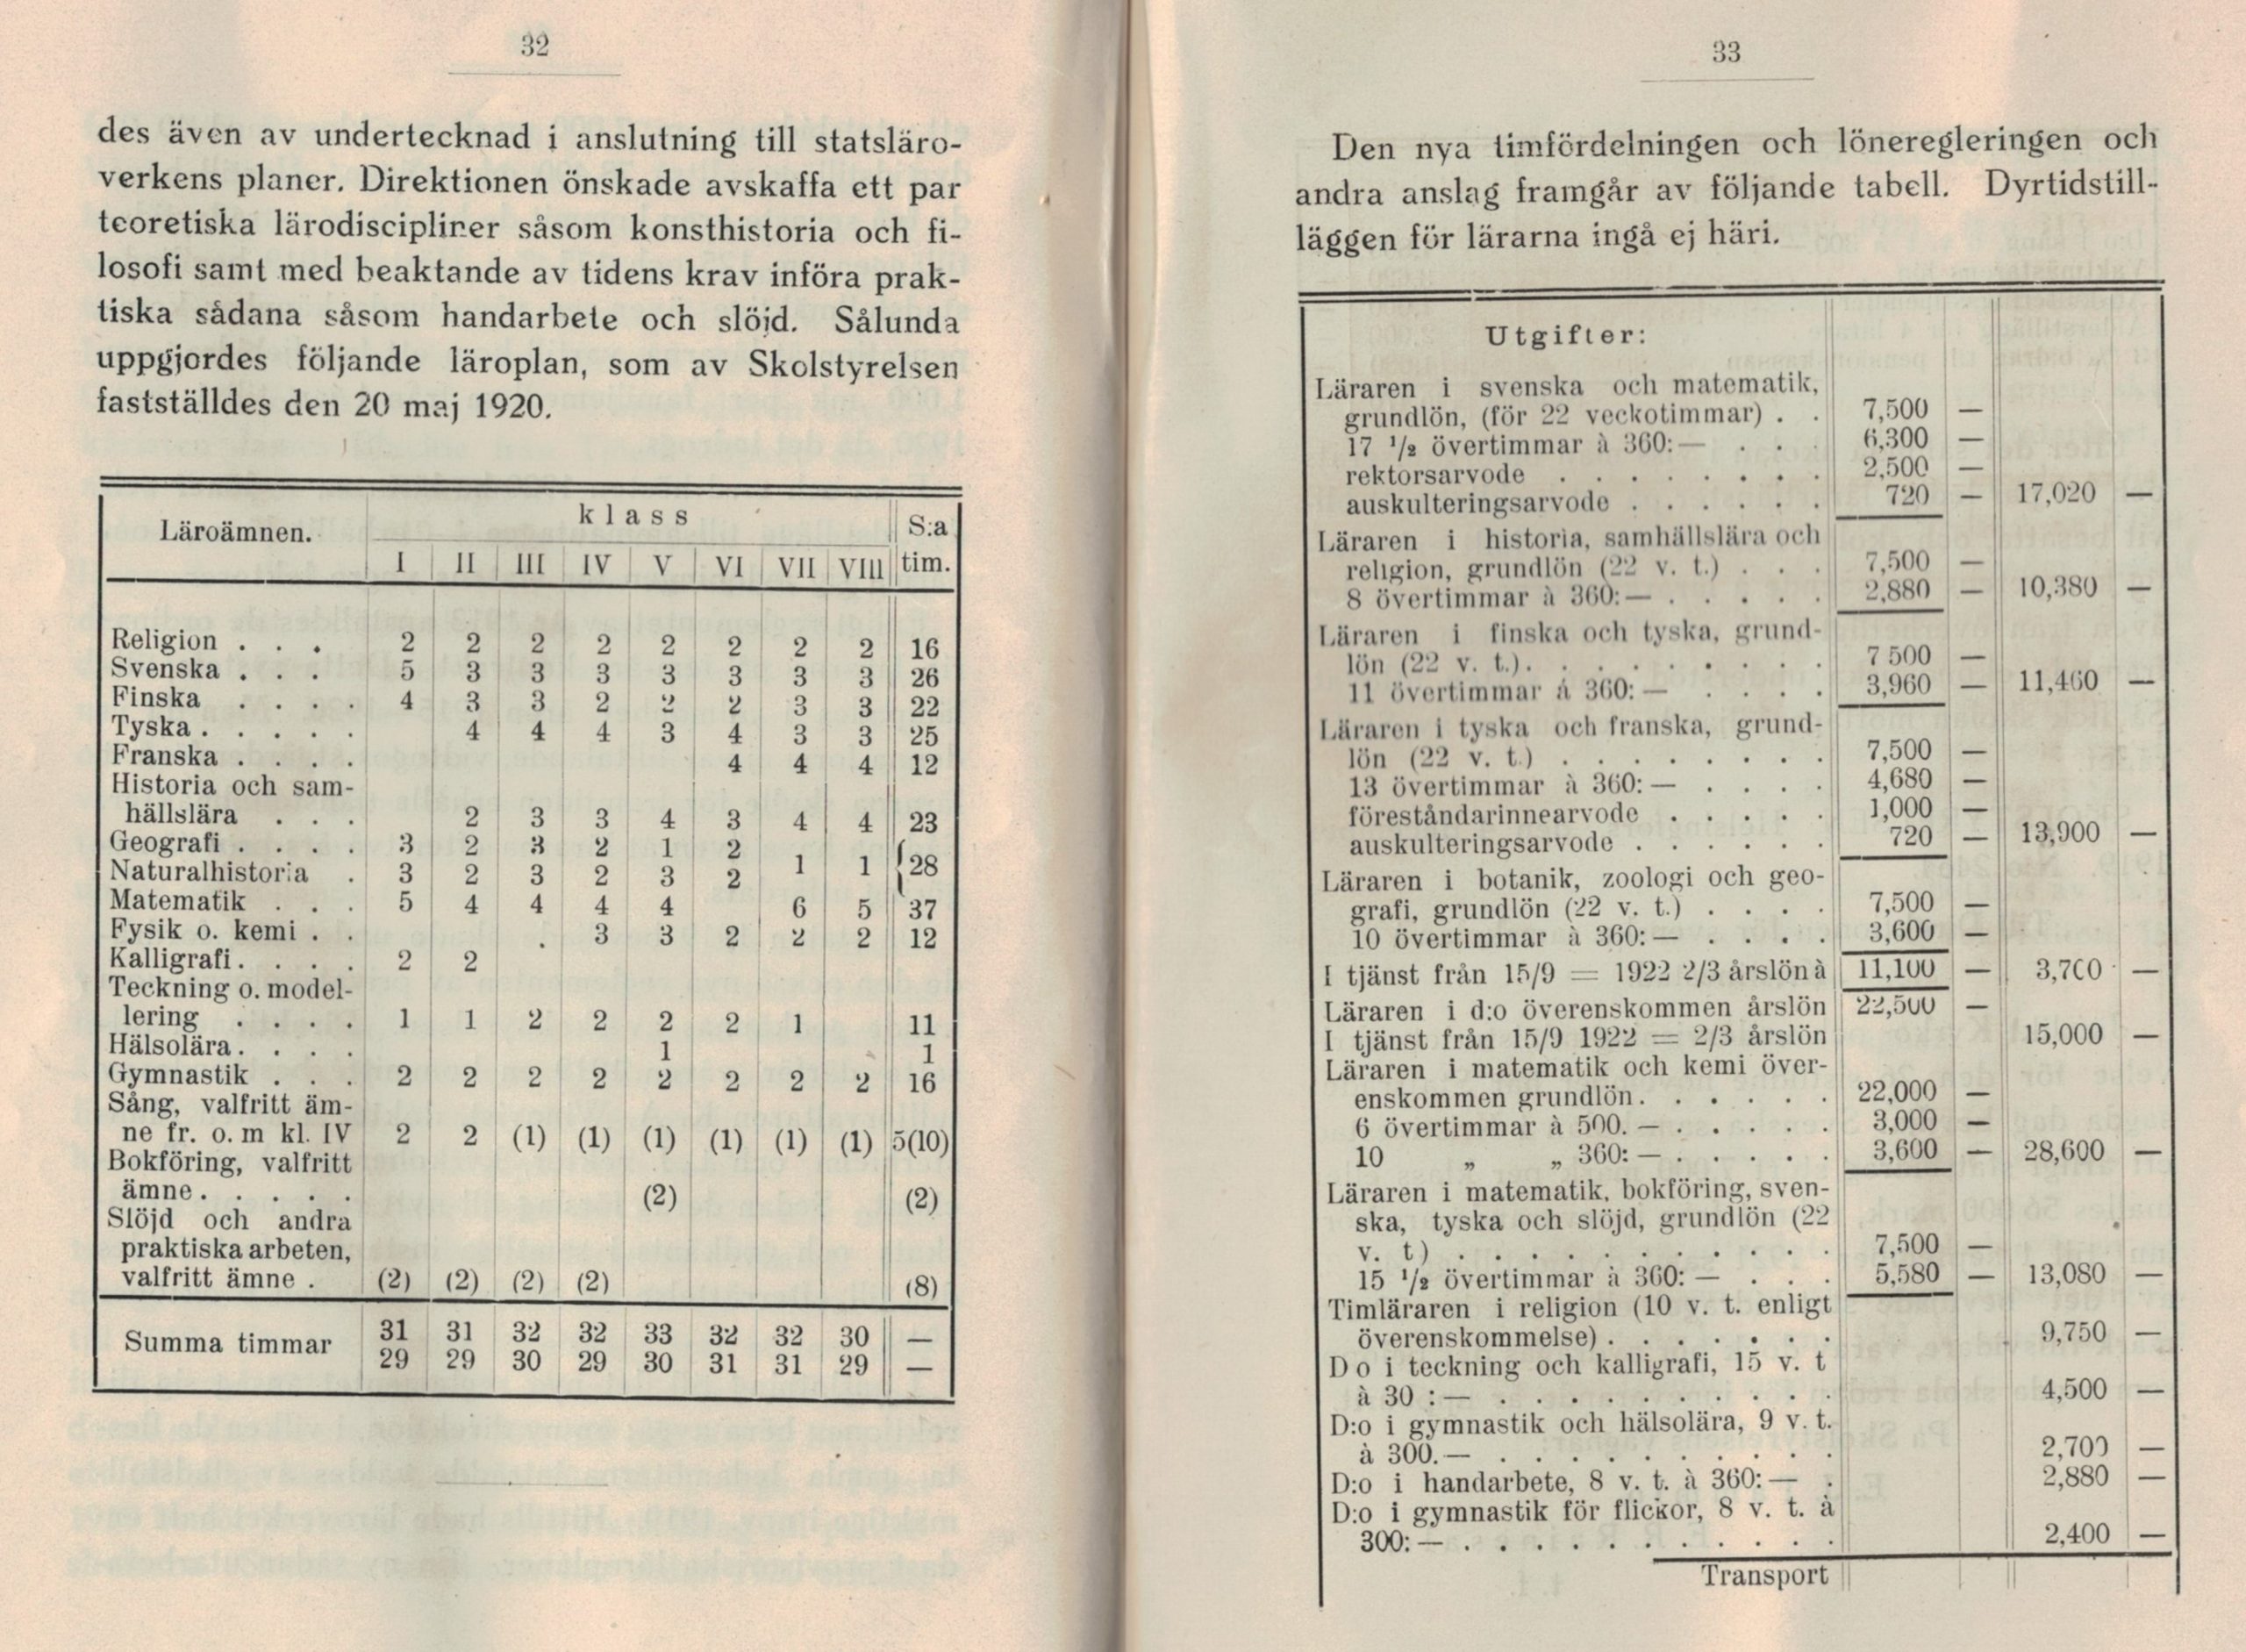 32
des även av undertecknad i anslutning till statsläro-
verkens planer. Direktionen önskade avskaffa ett par
teoretiska lärodiscipliner såsom konsthistoria och fi-
losofi samt med beaktande av tidens krav införa prak-
tiska sådana såsom handarbete och slöjd. Sålunda
uppgjordes följande läroplan, som av Skolstyrelsen
fastställdes den 20 maj 1920.
Läroämnen. klass S:a tim.
I II III IV V VI VII VIII
Religion . . . 2 2 2 2 2 2 2 2 16
Svenska . . . 5 3 3 3 3 3 3 3 26
Finska . . . . 4 3 3 2 2 2 3 3 22
Tyska . . . . . 4 4 4 3 4 3 3 25
Franska . . . . 4 4 4 12
Historia och sam-
hällslära . . . 2 3 3 4 3 4 4 23
Geografi . . . . 3 2 3 2 1 2
Naturalhistoria . 3 2 3 2 3 2 1 1 28
Matematik . . . 5 4 4 4 4 6 5 37
Fysik o. kemi . . 3 3 2 2 2 12
Kalligrafi . . . . 2 2
Teckning o. model-
lering . . . . 1 1 2 2 2 2 1 11
Hälsolära . . . . 1 1
Gymnastik . . . 2 2 2 2 2 2 2 2 16
Sång, valfritt äm-
ne fr. o. m kl. IV 2 2 (1) (1) (1) (1) (1) (1) 5(10)
Bokföring, valfritt
ämne . . . . . (2) (2)
Slöjd och andra
praktiska arbeten,
valfritt ämne . (2) (2) (2) (2) (8)
Summa timmar 31 31 32 32 33 32 32 30 —
29 29 30 29 30 31 31 29 —
33
Den nya timfördelningen och löneregleringen och
andra anslag framgår av följande tabell. Dyrtidstill-
läggen för lärarna ingå ej häri.
Utgifter:
Läraren i svenska och matematik,
grundlön, (för 22 veckotimmar) . . 7,500 —
17 1/2 övertimmar à 360: — . . . 6,300 —
rektorsarvode . . . . . . . 2,500 —
auskulteringsarvode . . . . . . 720 — 17,020 —
Läraren i historia, samhällslära och
religion, grundlön (22 v. t.) . . . 7,500 —
8 övertimmar à 360: — . . . . . 2,880 — 10,380 —
Läraren i finska och tyska, grund-
lön (22 v. t.) . . . . . . . . . 7 500 —
11 övertimmar à 360: — . . . . 3,960 — 11,460 —
Läraren i tyska och franska, grund-
lön (22 v. t.) . . . . . . . . 7,500 —
13 övertimmar à 360: — . . . . 4,680 —
föreståndarinnearvode . . . . . 1,000 —
auskulteringsarvode . . . . . . 720 — 13,900 —
Läraren i botanik, zoologi och geo-
grafi, grundlön (22 v. t.) . . . . 7,500 —
10 övertimmar à 360: — . . . . 3,600 —
I tjänst från 15/9 = 1922 2/3 årslön à 11,100 — 3,700 —
Läraren i d:o överenskommen årslön 22,500 —
I tjänst från 15/9 1922 = 2/3 årslön 15,000 —
Läraren i matematik och kemi över-
enskommen grundlön . . . . . . 22,000 —
6 övertimmar à 500. — . . . . . 3,000 —
10 „ „ 360: — . . . . . 3,600 — 28,600 —
Läraren i matematik, bokföring, sven-
ska, tyska och slöjd, grundlön (22
v. t) . . . . . . . . . . . 7,500 —
15 1/2 övertimmar à 360: — . . . 5,580 — 13,080 —
Timläraren i religion (10 v. t. enligt
överenskommelse) . . . . . . . 9,750 —
Do i teckning och kalligrafi, 15 v. t
à 30 : — . . . . . . . . . . 4,500 —
D:o i gymnastik och hälsolära, 9 v. t.
à 300. — . . . . . . . . . . 2,700 —
D:o i handarbete, 8 v. t. à 360: — . 2,880 —
D:o i gymnastik för flickor, 8 v. t. à
300: — . . . . . . . . . . . 2,400 —
Transport